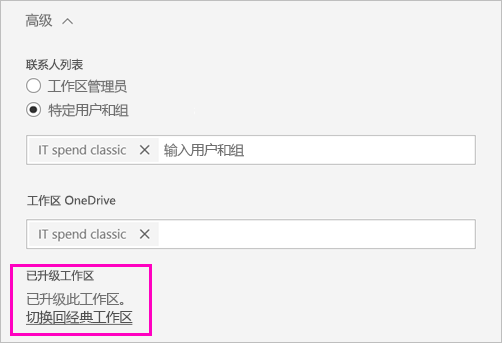 高级
联系人列表
工作区管理员
特定用户和组
IT spend classic 输入用户和组
工作区 OneDrive
IT spend classic
已升级工作区
已升级此工作区。
切换回经典工作区